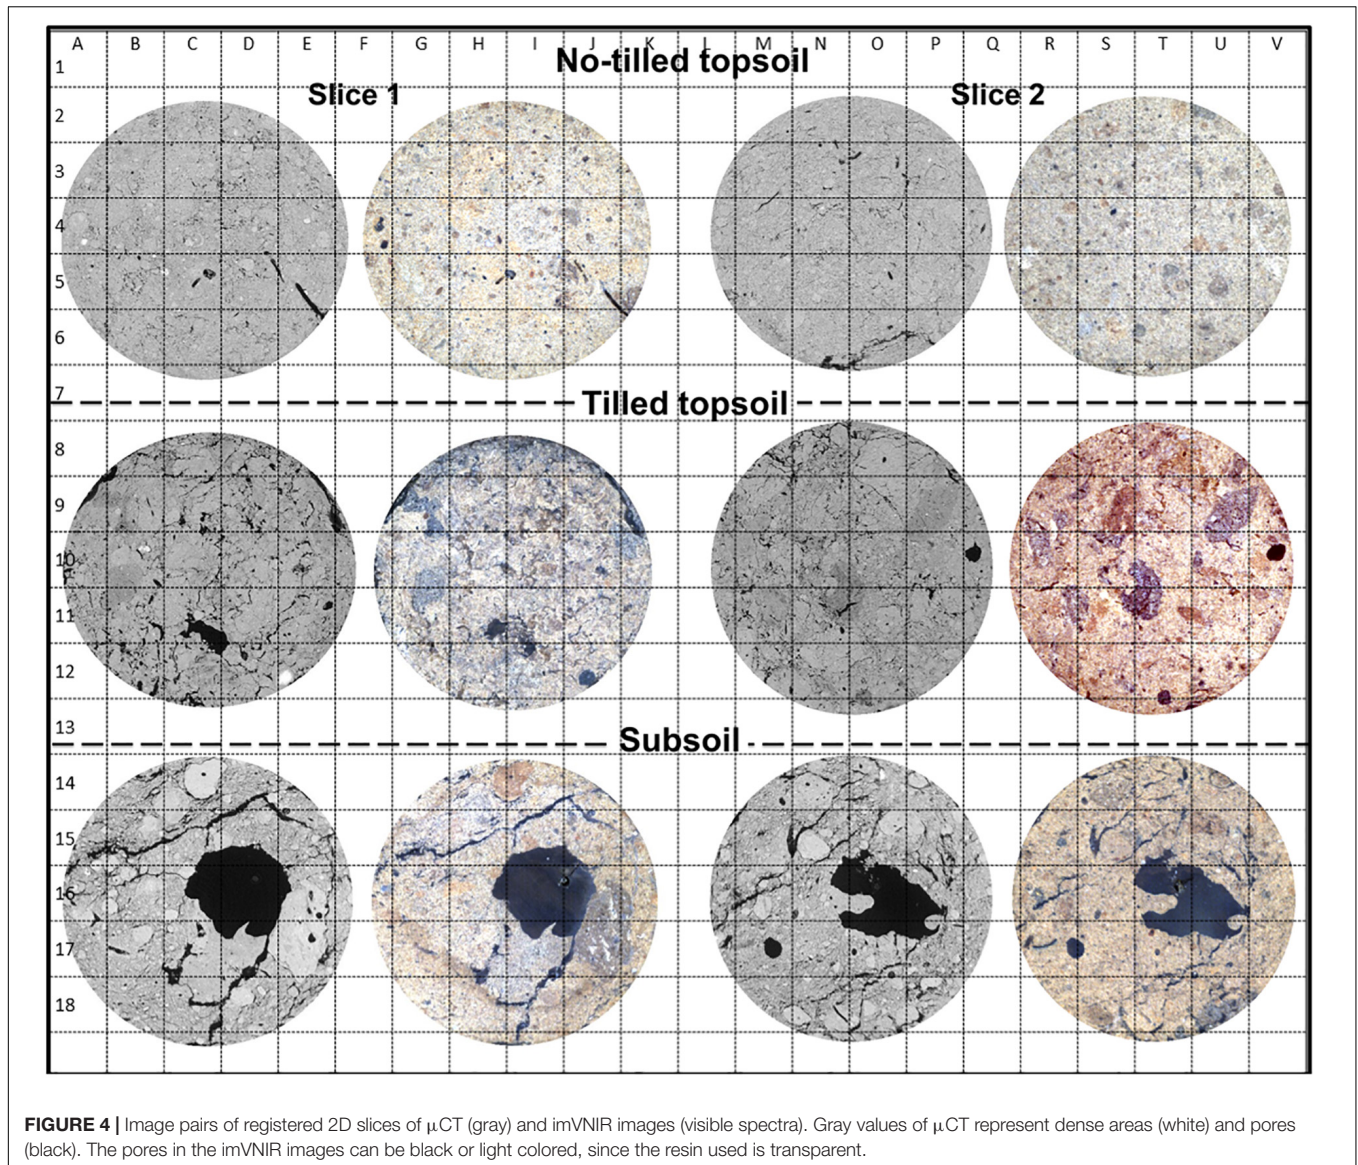 A B C D E F G H I J K L M N O P Q R S T U V
1
No-tilled topsoil
Slice 1 Slice 2
2
3
4
5
6
7
Tilled topsoil
8
9
10
11
12
13
Subsoil
14
15
16
17
18
FIGURE 4 | Image pairs of registered 2D slices of μCT (gray) and imVNIR images (visible spectra). Gray values of μCT represent dense areas (white) and pores
(black). The pores in the imVNIR images can be black or light colored, since the resin used is transparent.